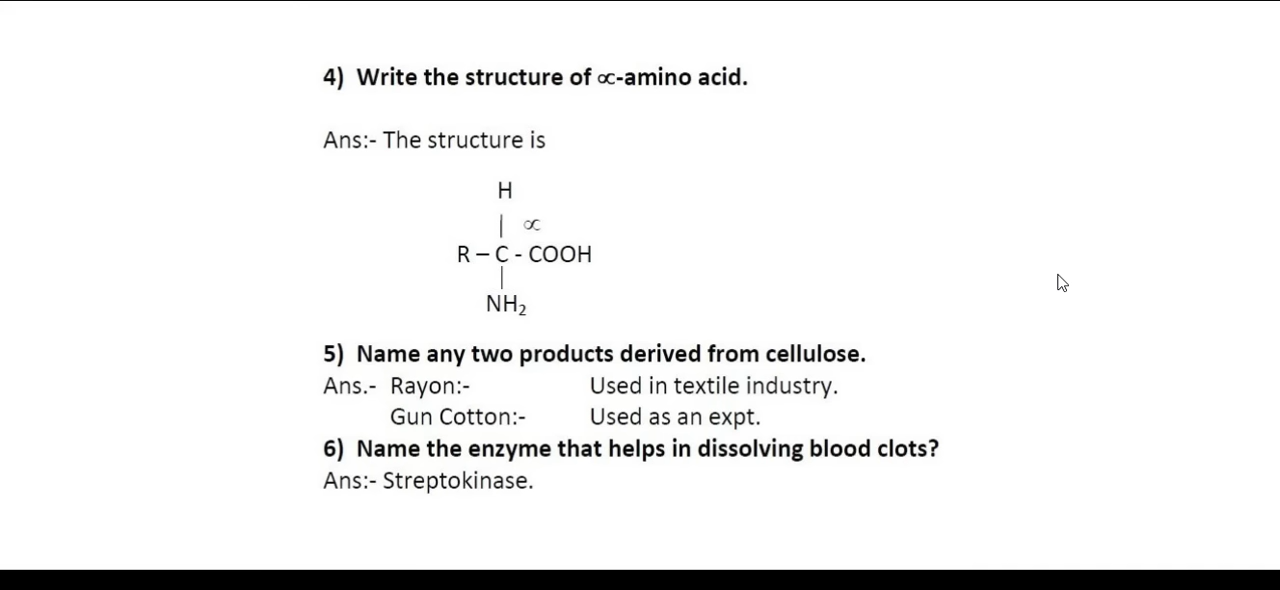 4) Write the structure of ∝-amino acid.
Ans:- The structure is
H
| ∝
R – C - COOH
|
NH₂
5) Name any two products derived from cellulose.
Ans.- Rayon:- Used in textile industry.
Gun Cotton:- Used as an expt.
6) Name the enzyme that helps in dissolving blood clots?
Ans:- Streptokinase.